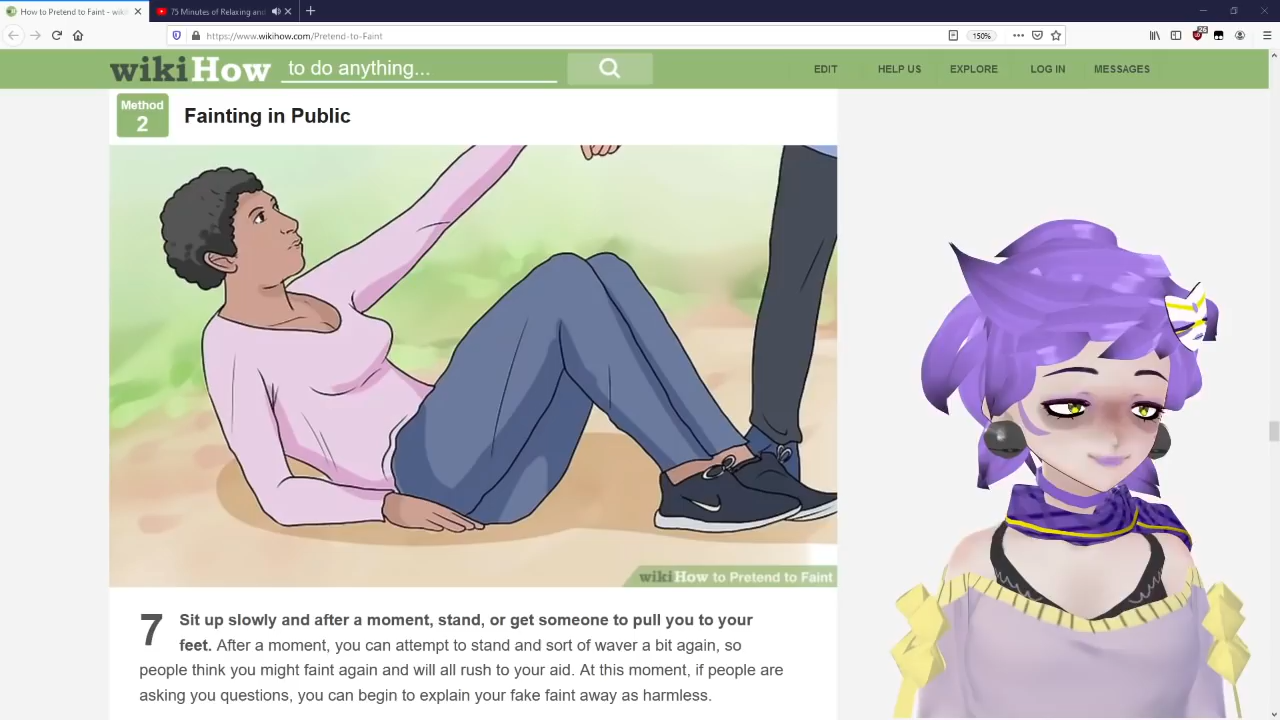 How to Pretend to Faint - wiki
75 Minutes of Relaxing and
https://www.wikihow.com/Pretend-to-Faint
150%
wikiHow
to do anything...
EDIT
HELP US
EXPLORE
LOG IN
MESSAGES
Method
2
Fainting in Public
wikiHow to Pretend to Faint
7
Sit up slowly and after a moment, stand, or get someone to pull you to your
feet. After a moment, you can attempt to stand and sort of waver a bit again, so
people think you might faint again and will all rush to your aid. At this moment, if people are
asking you questions, you can begin to explain your fake faint away as harmless.